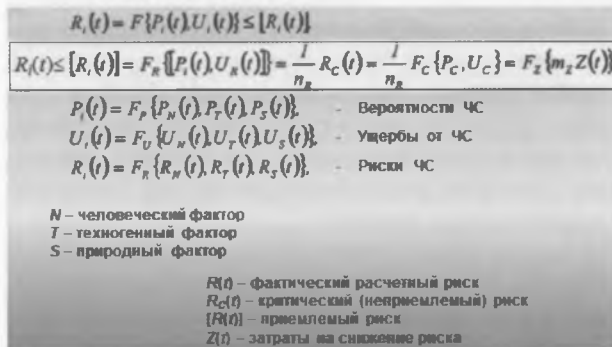 R_i(t) = F{P_i(t), U_i(t)} ≤ [R_i(t)]
R_i(t) ≤ [R_i(t)] = F_R{[P_i(t), U_R(t)]} = 1/n_R R_C(t) = 1/n_R F_C{P_C, U_C} = F_Z{m_Z Z(t)}
P_i(t) = F_P{P_N(t), P_T(t), P_S(t)}, - Вероятности ЧС
U_i(t) = F_U{U_N(t), U_T(t), U_S(t)}, - Ущербы от ЧС
R_i(t) = F_R{R_N(t), R_T(t), R_S(t)}, - Риски ЧС
N – человеческий фактор
T – техногенный фактор
S – природный фактор
R(t) – фактический расчетный риск
R_C(t) – критический (неприемлемый) риск
[R(t)] – приемлемый риск
Z(t) – затраты на снижение риска